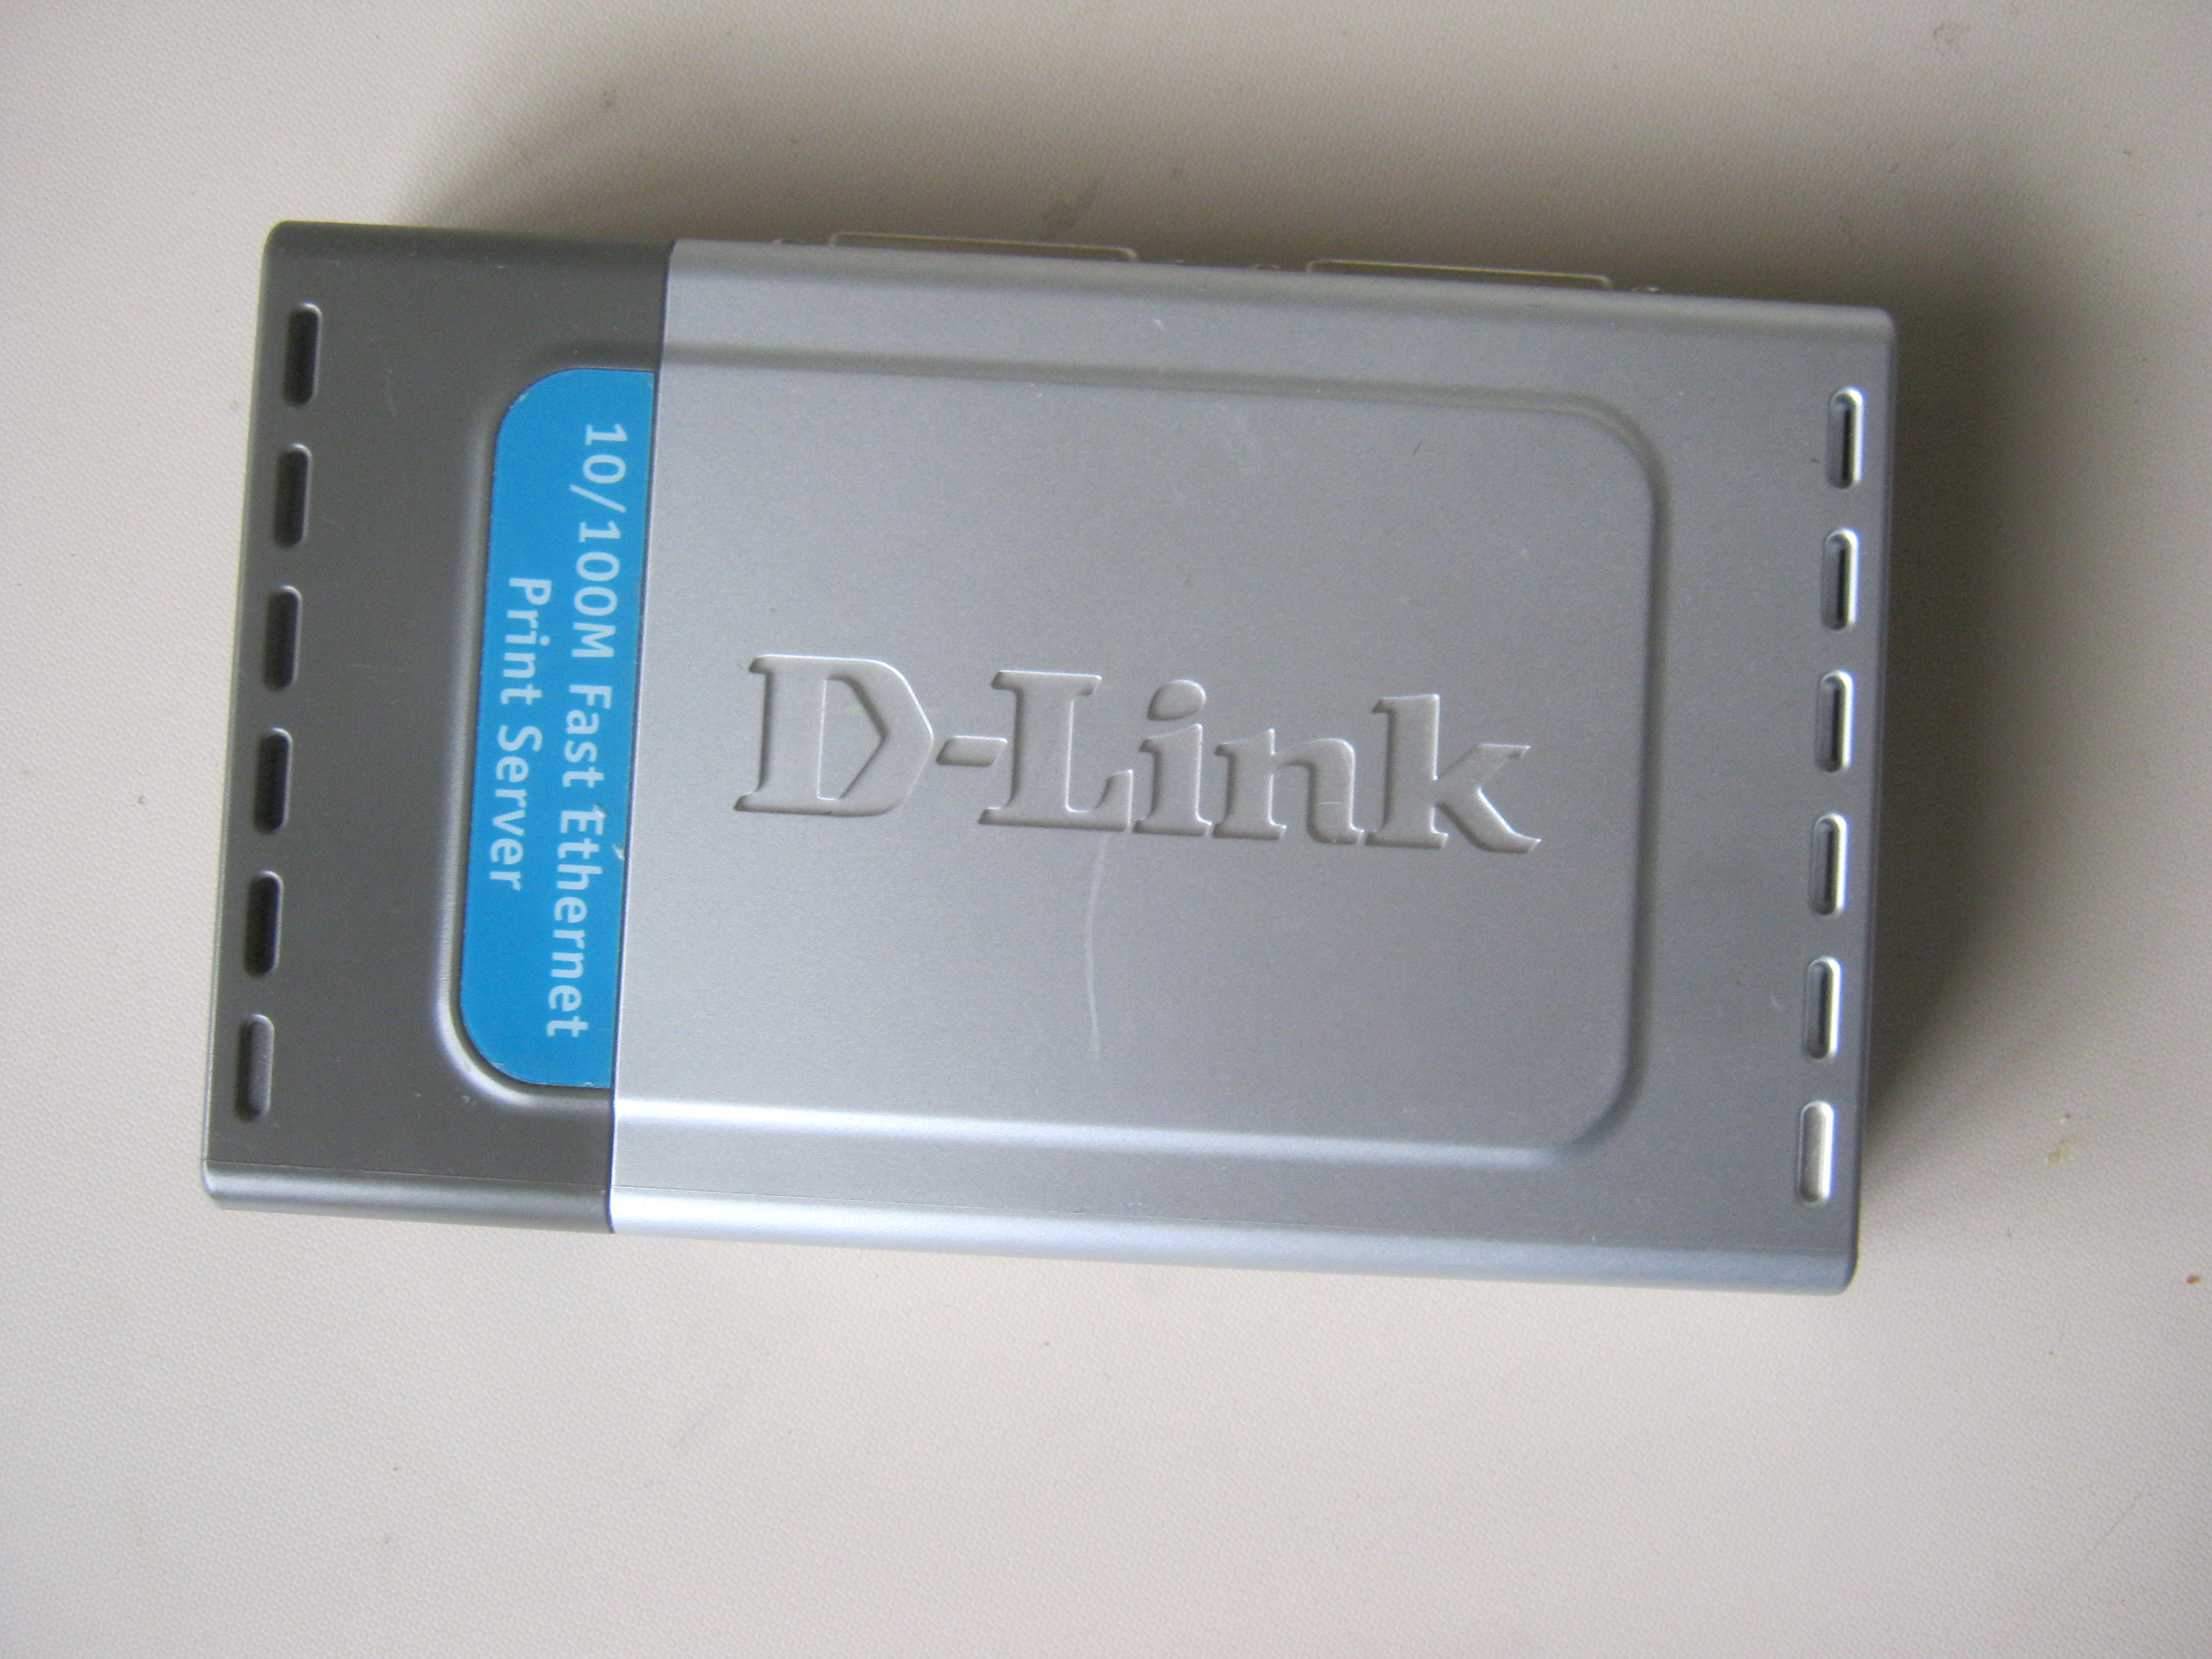 D-Link
10/100M Fast Ethernet
Print Server